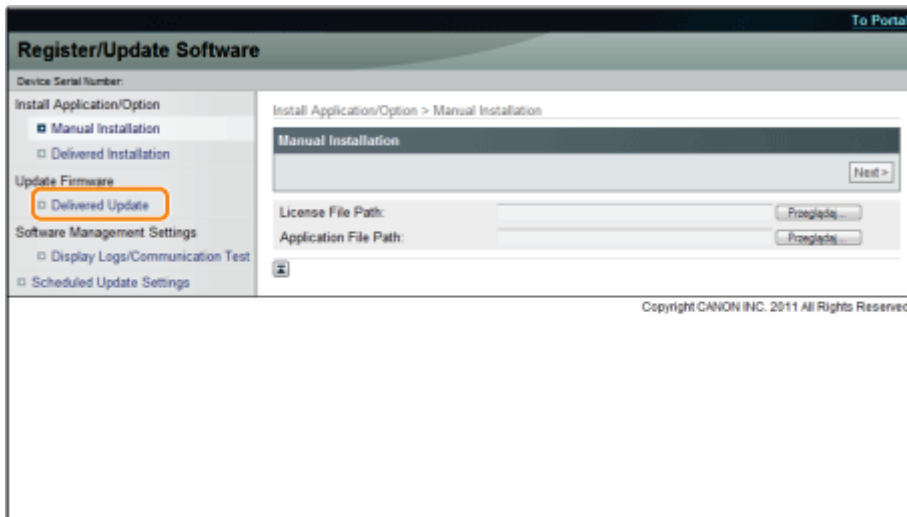 To Portal
Register/Update Software
Device Serial Number:
Install Application/Option
Manual Installation
Delivered Installation
Update Firmware
Delivered Update
Software Management Settings
Display Logs/Communication Test
Scheduled Update Settings
Install Application/Option > Manual Installation
Manual Installation
Next >
License File Path: Przeglądaj...
Application File Path: Przeglądaj...
Copyright CANON INC. 2011 All Rights Reserved